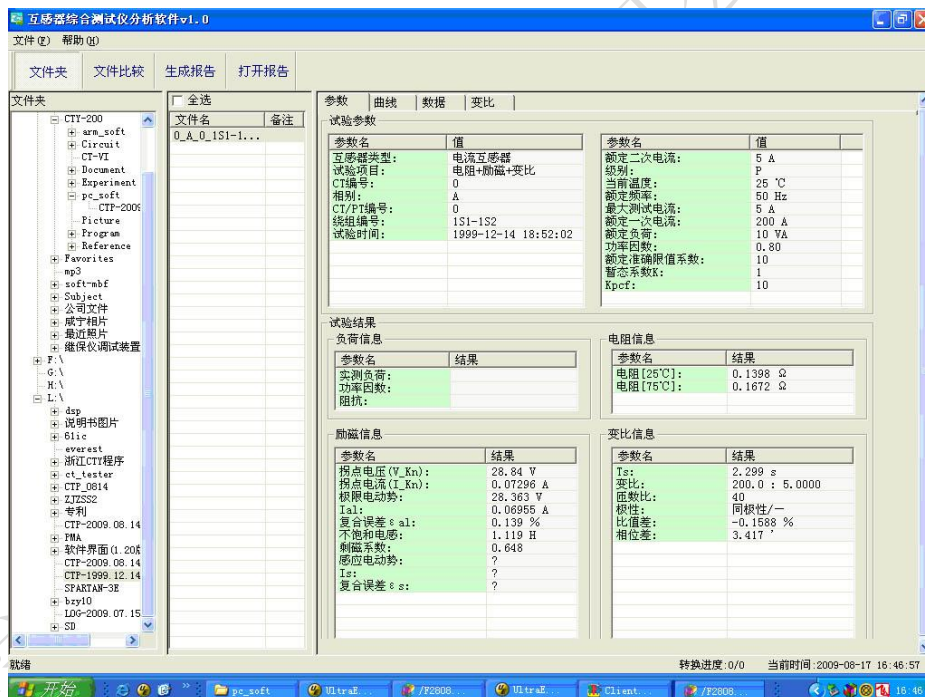 互感器综合测试仪分析软件v1.0
文件(F) 帮助(H)
文件夹 文件比较 生成报告 打开报告
文件夹
CTY-200
arm_soft
Circuit
CT-VI
Document
Experiment
pc_soft
CTP-2009
Picture
Program
Reference
Favorites
mp3
soft-mbf
Subject
公司文件
咸宁相片
最近照片
继保仪调试装置
F:\
G:\
H:\
L:\
dsp
说明书图片
61ic
everest
浙江CTY程序
ct_tester
CTP_0814
ZJZSS2
专利
CTP-2009.08.14
PMA
软件界面(1.20版
CTP-2009.08.14
CTP-1999.12.14
SPARTAN-3E
bzy10
LOG-2009.07.15
SD
全选
文件名 备注
0_A_0_1S1-1...
参数 曲线 数据 变比
试验参数
参数名 值
互感器类型: 电流互感器
试验项目: 电阻+励磁+变比
CT编号: 0
相别: A
CT/PT编号: 0
绕组编号: 1S1-1S2
试验时间: 1999-12-14 18:52:02
参数名 值
额定二次电流: 5 A
级别: P
当前温度: 25 ℃
额定频率: 50 Hz
最大测试电流: 5 A
额定一次电流: 200 A
额定负荷: 10 VA
功率因数: 0.80
额定准确限值系数: 10
暂态系数K: 1
Kpcf: 10
试验结果
负荷信息
参数名 结果
实测负荷:
功率因数:
阻抗:
电阻信息
参数名 结果
电阻[25℃]: 0.1398 Ω
电阻[75℃]: 0.1672 Ω
励磁信息
参数名 结果
拐点电压(V_Kn): 28.84 V
拐点电流(I_Kn): 0.07296 A
极限电动势: 28.363 V
Ial: 0.06955 A
复合误差εal: 0.139 %
不饱和电感: 1.119 H
剩磁系数: 0.648
感应电动势: ?
Is: ?
复合误差εs: ?
变比信息
参数名 结果
Ts: 2.299 s
变比: 200.0 : 5.0000
匝数比: 40
极性: 同极性/—
比值差: -0.1588 %
相位差: 3.417 '
就绪
转换进度:0/0 当前时间:2009-08-17 16:46:57
开始 pc_soft UltraE... /F2808... UltraE... Client... /F2808... 16:46